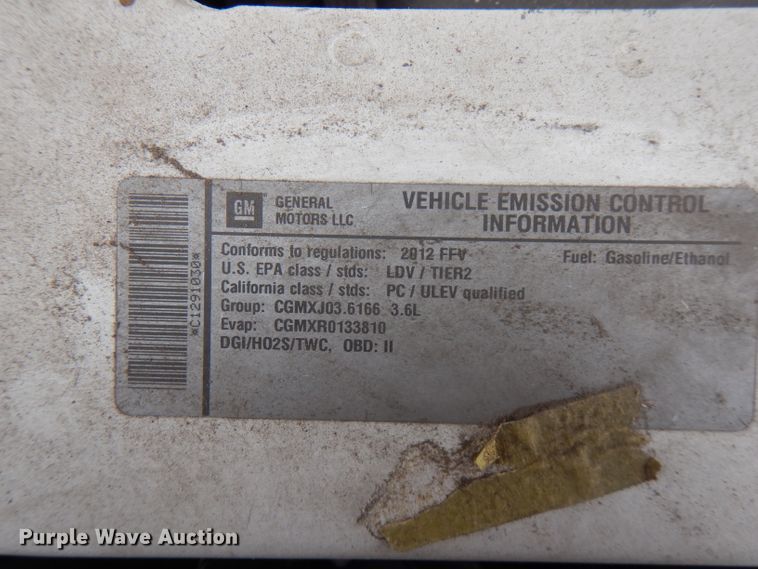 *C1291030*
GM
GENERAL
MOTORS LLC
VEHICLE EMISSION CONTROL
INFORMATION
Conforms to regulations: 2012 FFV Fuel: Gasoline/Ethanol
U.S. EPA class / stds: LDV / TIER2
California class / stds: PC / ULEV qualified
Group: CGMXJ03.6166 3.6L
Evap: CGMXR0133810
DGI/HO2S/TWC, OBD: II
Purple Wave Auction